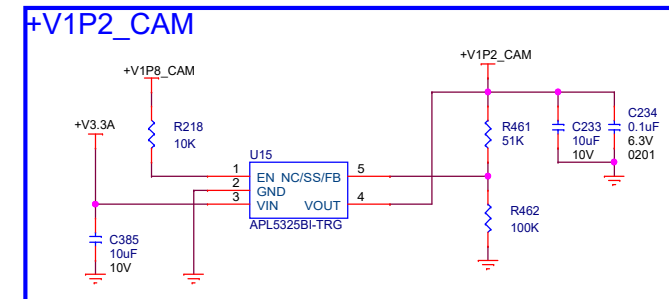 +V1P2_CAM
+V1P8_CAM
+V1P2_CAM
+V3.3A
R218
10K
R461
51K
C233
10uF
10V
C234
0.1uF
6.3V
0201
U15
1 EN NC/SS/FB 5
2 GND
3 VIN VOUT 4
APL5325BI-TRG
R462
100K
C385
10uF
10V